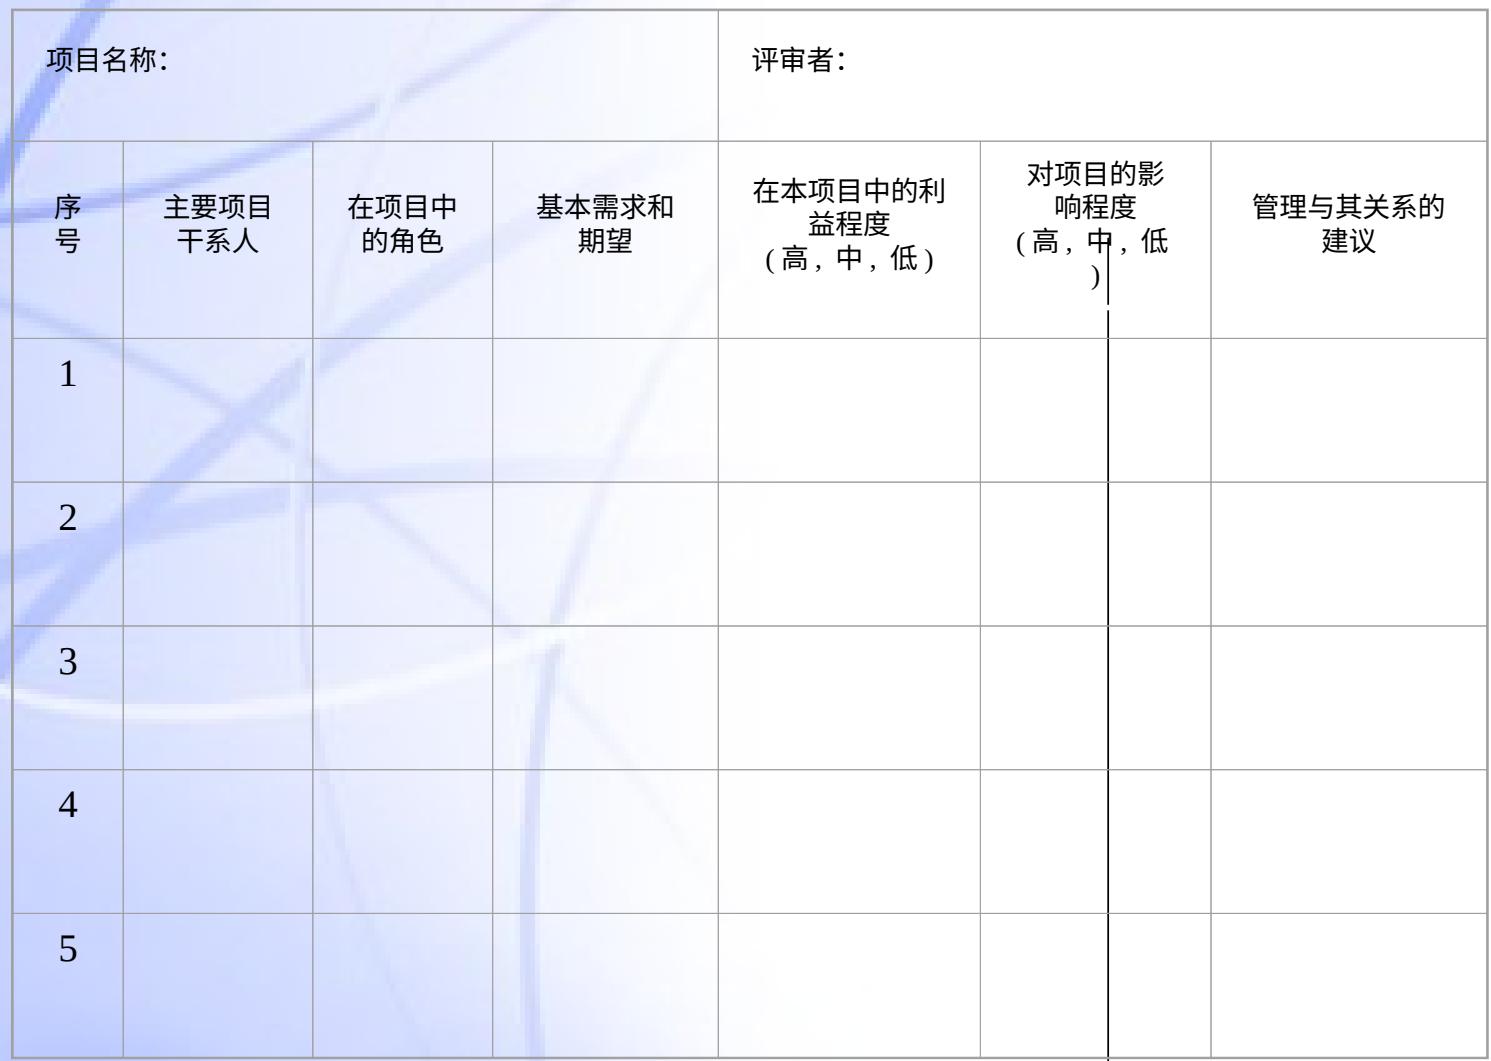 项目名称：
评审者：
序
号
主要项目
干系人
在项目中
的角色
基本需求和
期望
在本项目中的利
益程度
（高，中，低）
对项目的影
响程度
（高，中，低
）
管理与其关系的
建议
1
2
3
4
5